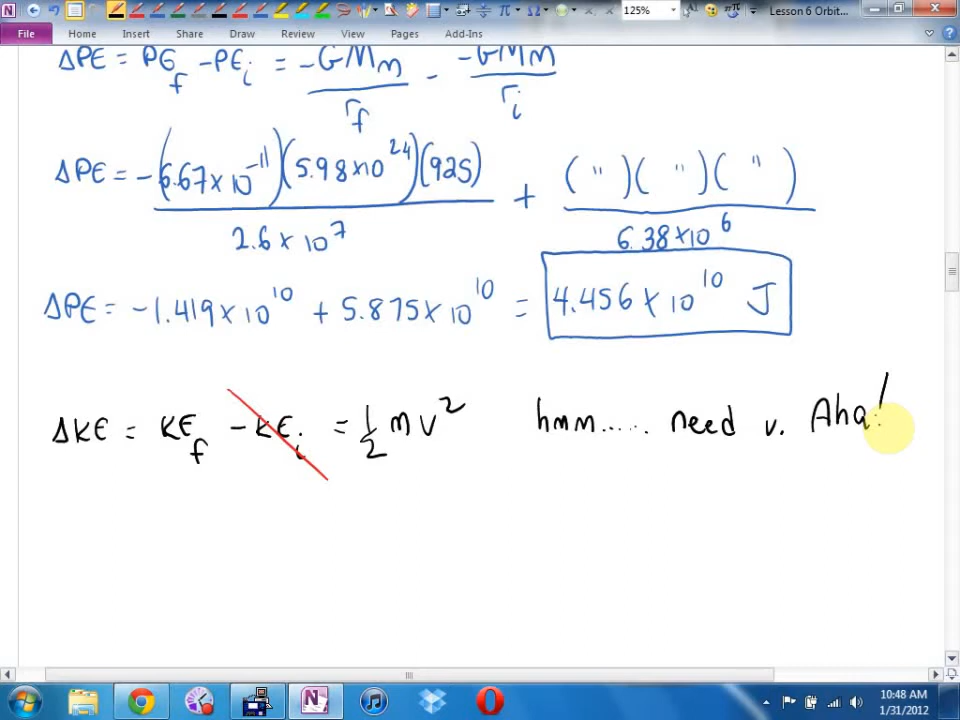 125% Lesson 6 Orbit...
File Home Insert Share Draw Review View Pages Add-Ins
ΔPE = PE_f - PE_i = -GMm/r_f - -GMm/r_i
ΔPE = -(6.67 x 10^-11)(5.98 x 10^24)(925)/2.6 x 10^7 + (")(")(")/6.38 x 10^6
ΔPE = -1.419 x 10^10 + 5.875 x 10^10 = 4.456 x 10^10 J
ΔKE = KE_f - KE_i = 1/2 m v^2 hmm..... need v. Aha!
10:48 AM
1/31/2012